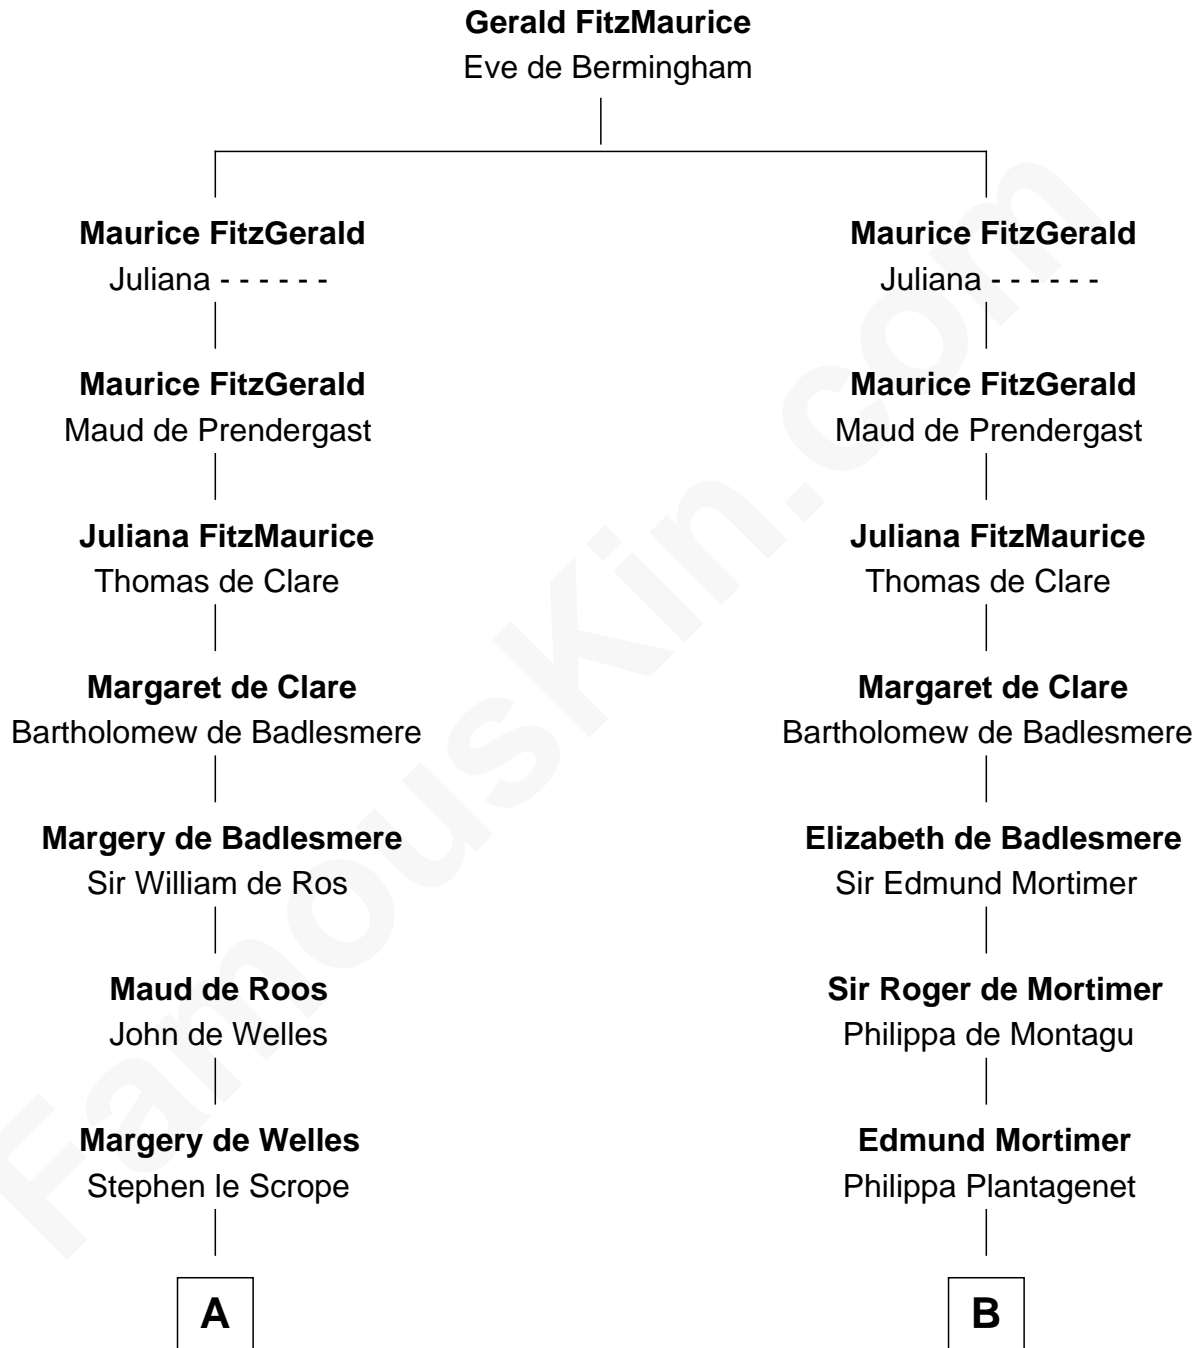 Gerald FitzMaurice
Eve de Bermingham
Maurice FitzGerald
Juliana - - - - - -
Maurice FitzGerald
Maud de Prendergast
Juliana FitzMaurice
Thomas de Clare
Margaret de Clare
Bartholomew de Badlesmere
Margery de Badlesmere
Sir William de Ros
Maud de Roos
John de Welles
Margery de Welles
Stephen le Scrope
A
Maurice FitzGerald
Juliana - - - - - -
Maurice FitzGerald
Maud de Prendergast
Juliana FitzMaurice
Thomas de Clare
Margaret de Clare
Bartholomew de Badlesmere
Elizabeth de Badlesmere
Sir Edmund Mortimer
Sir Roger de Mortimer
Philippa de Montagu
Edmund Mortimer
Philippa Plantagenet
B
FamousKin.com